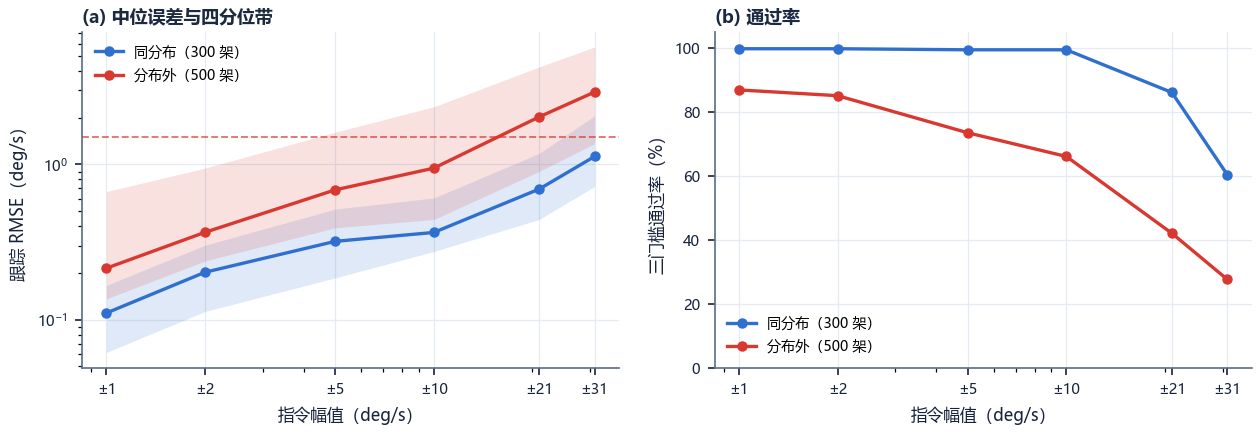 (a) 中位误差与四分位带
同分布（300 架）
分布外（500 架）
跟踪 RMSE（deg/s）
10⁰
10⁻¹
±1
±2
±5
±10
±21
±31
指令幅值（deg/s）
(b) 通过率
三门槛通过率（%）
100
80
60
40
20
0
同分布（300 架）
分布外（500 架）
±1
±2
±5
±10
±21
±31
指令幅值（deg/s）